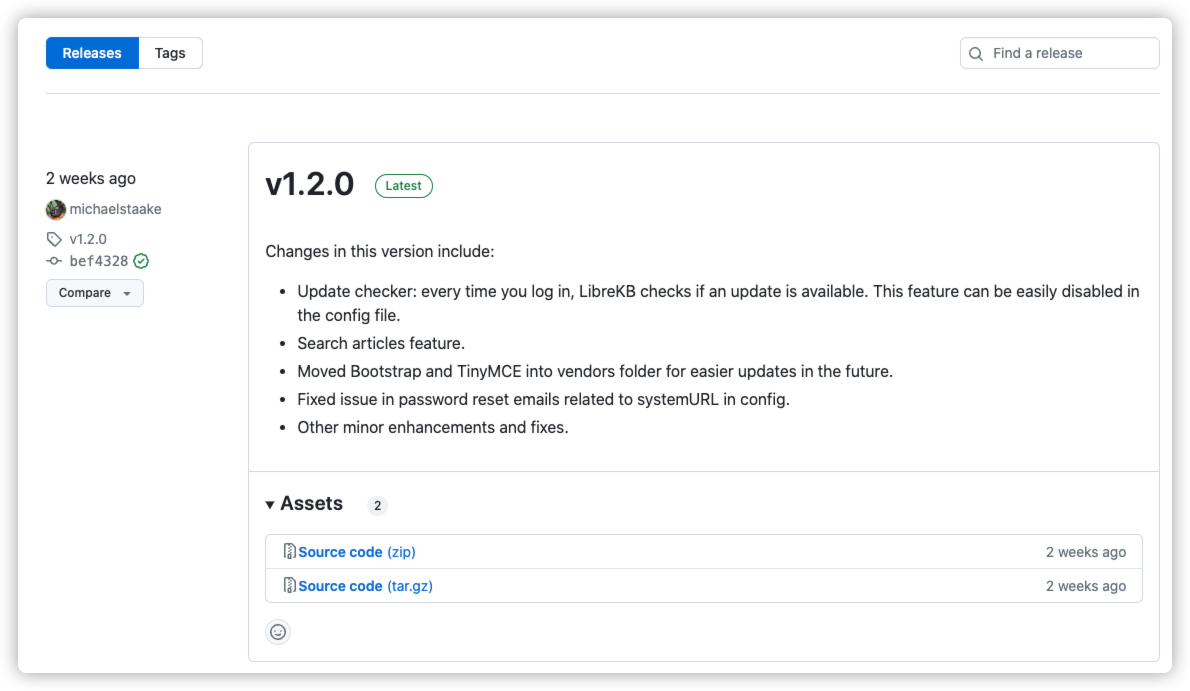 Releases
Tags
Find a release
2 weeks ago
michaelstaake
v1.2.0
bef4328
Compare
v1.2.0
Latest
Changes in this version include:
Update checker: every time you log in, LibreKB checks if an update is available. This feature can be easily disabled in
the config file.
Search articles feature.
Moved Bootstrap and TinyMCE into vendors folder for easier updates in the future.
Fixed issue in password reset emails related to systemURL in config.
Other minor enhancements and fixes.
Assets 2
Source code (zip) 2 weeks ago
Source code (tar.gz) 2 weeks ago